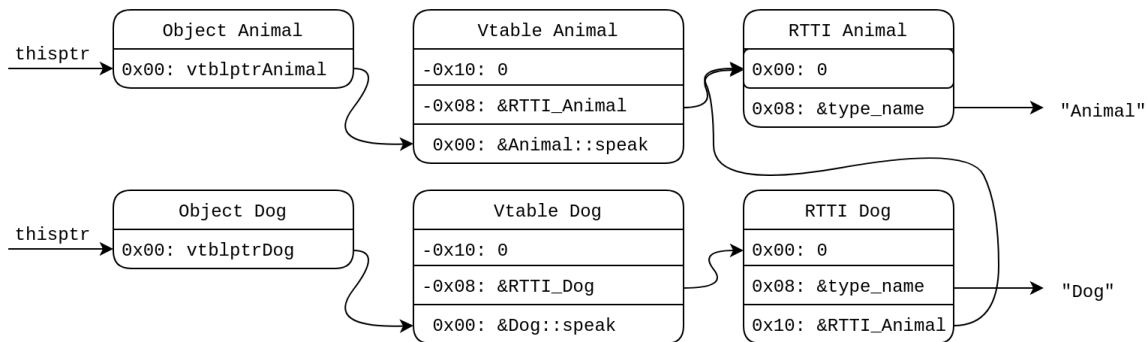 Object Animal
thisptr
0x00: vtblptrAnimal
Vtable Animal
-0x10: 0
-0x08: &RTTI_Animal
0x00: &Animal::speak
RTTI Animal
0x00: 0
0x08: &type_name
"Animal"
Object Dog
thisptr
0x00: vtblptrDog
Vtable Dog
-0x10: 0
-0x08: &RTTI_Dog
0x00: &Dog::speak
RTTI Dog
0x00: 0
0x08: &type_name
0x10: &RTTI_Animal
"Dog"